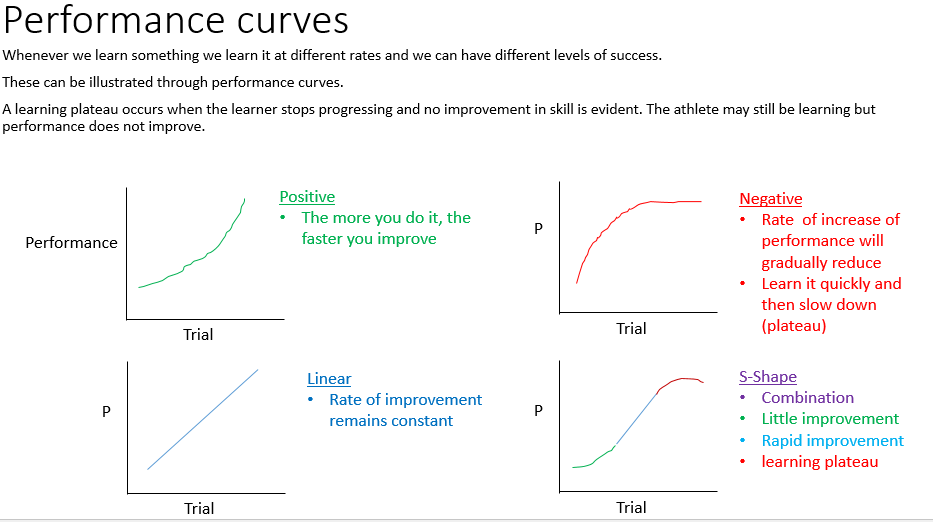 Performance curves
Whenever we learn something we learn it at different rates and we can have different levels of success.
These can be illustrated through performance curves.
A learning plateau occurs when the learner stops progressing and no improvement in skill is evident. The athlete may still be learning but
performance does not improve.
Performance
Trial
Positive
• The more you do it, the
faster you improve
P
Trial
Negative
• Rate of increase of
performance will
gradually reduce
• Learn it quickly and
then slow down
(plateau)
P
Trial
Linear
• Rate of improvement
remains constant
P
Trial
S-Shape
• Combination
• Little improvement
• Rapid improvement
• learning plateau